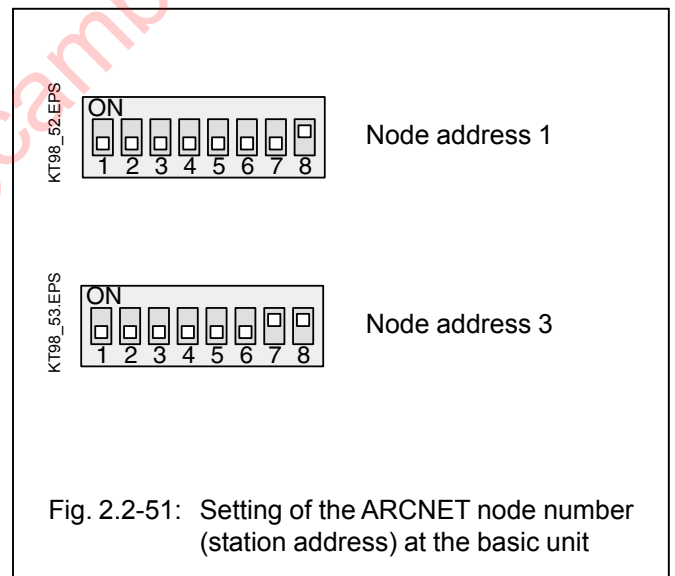 KT98_52.EPS
ON
1 2 3 4 5 6 7 8
Node address 1
KT98_53.EPS
ON
1 2 3 4 5 6 7 8
Node address 3
Fig. 2.2-51: Setting of the ARCNET node number
(station address) at the basic unit